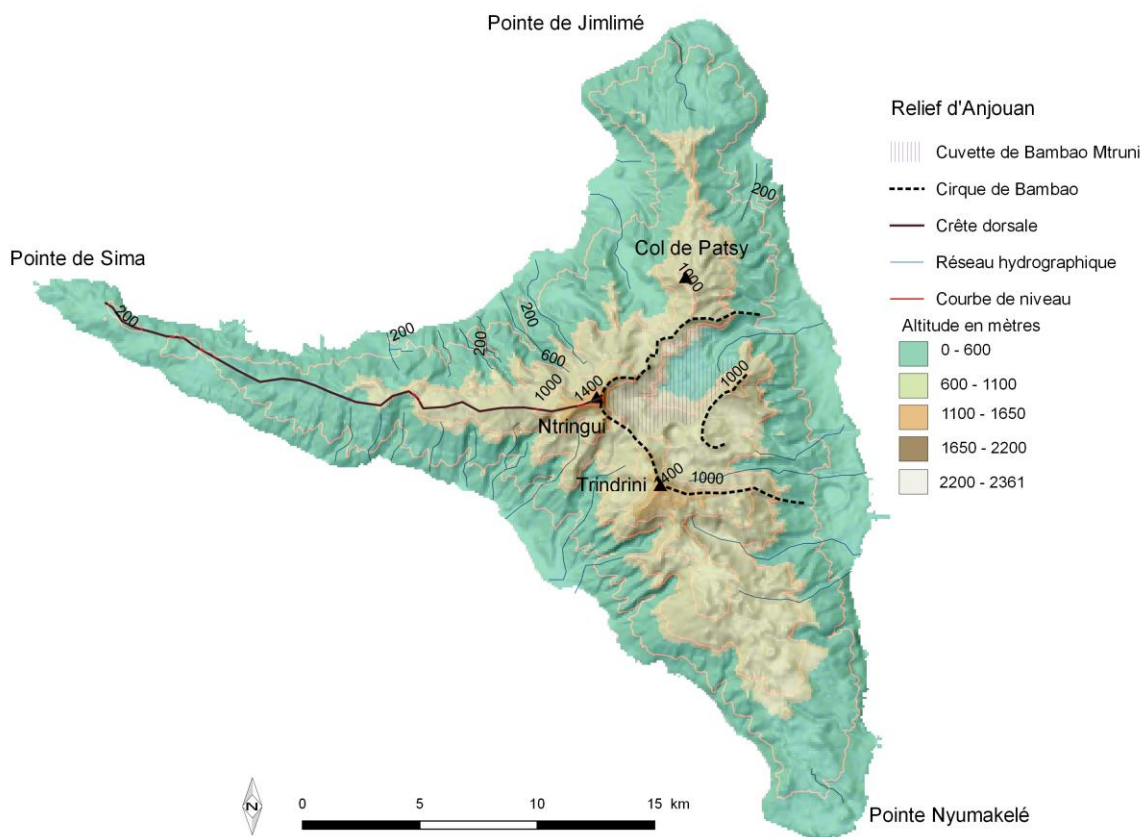 Pointe de Jimlimé
Relief d'Anjouan
Cuvette de Bambao Mtruni
Cirque de Bambao
Crête dorsale
Réseau hydrographique
Courbe de niveau
Altitude en mètres
0 - 600
600 - 1100
1100 - 1650
1650 - 2200
2200 - 2361
200
Col de Patsy
1000
Pointe de Sima
200
200
200
200
600
1000
1400
1000
Ntringui
Trindrini
1400
1000
N
0 5 10 15 km
Pointe Nyumakelé